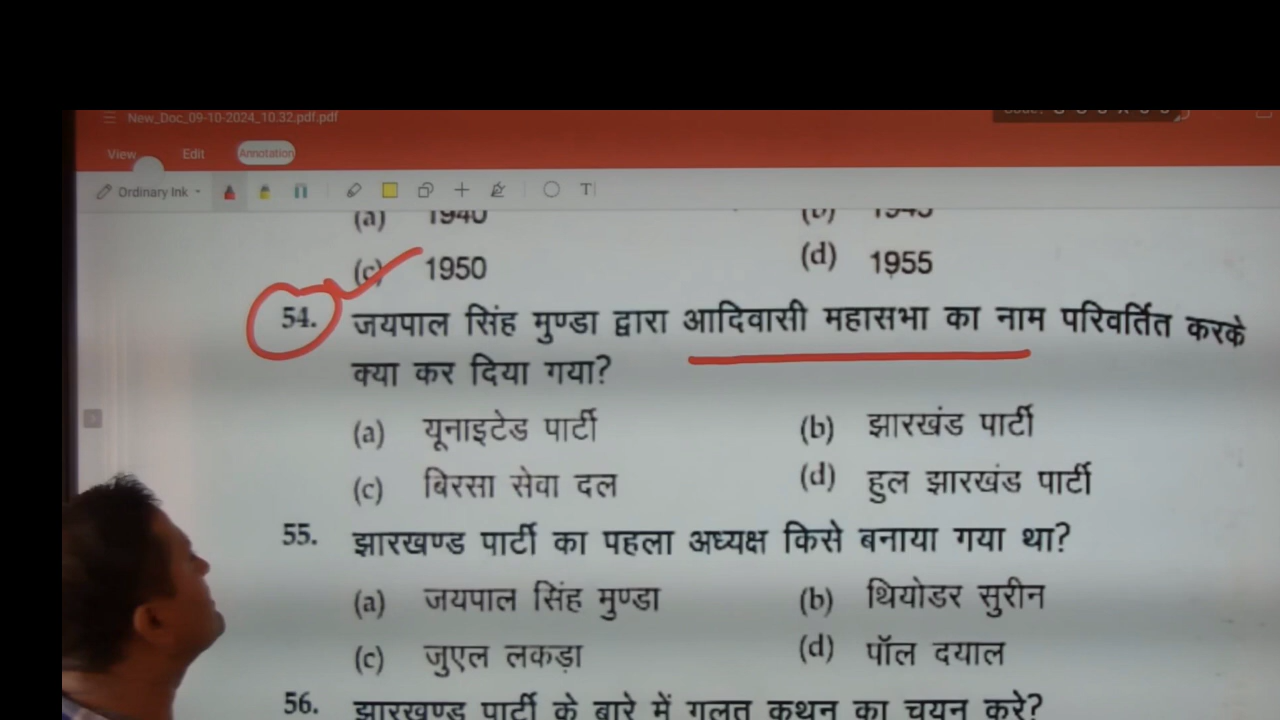 New_Doc_09-10-2024_10.32.pdf.pdf
View Edit Annotation
Ordinary Ink T
(a) 1940 (b) 1945
(c) 1950 (d) 1955
54. जयपाल सिंह मुण्डा द्वारा आदिवासी महासभा का नाम परिवर्तित करके
क्या कर दिया गया?
(a) यूनाइटेड पार्टी (b) झारखंड पार्टी
(c) बिरसा सेवा दल (d) हुल झारखंड पार्टी
55. झारखण्ड पार्टी का पहला अध्यक्ष किसे बनाया गया था?
(a) जयपाल सिंह मुण्डा (b) थियोडर सुरीन
(c) जुएल लकड़ा (d) पॉल दयाल
56. झारखण्ड पार्टी के बारे में गलत कथन का चयन करे?